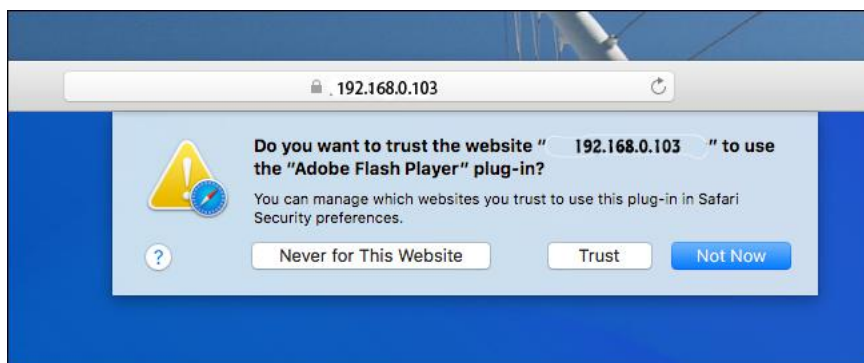 192.168.0.103
Do you want to trust the website “ 192.168.0.103 ” to use
the “Adobe Flash Player” plug-in?
You can manage which websites you trust to use this plug-in in Safari
Security preferences.
? Never for This Website Trust Not Now